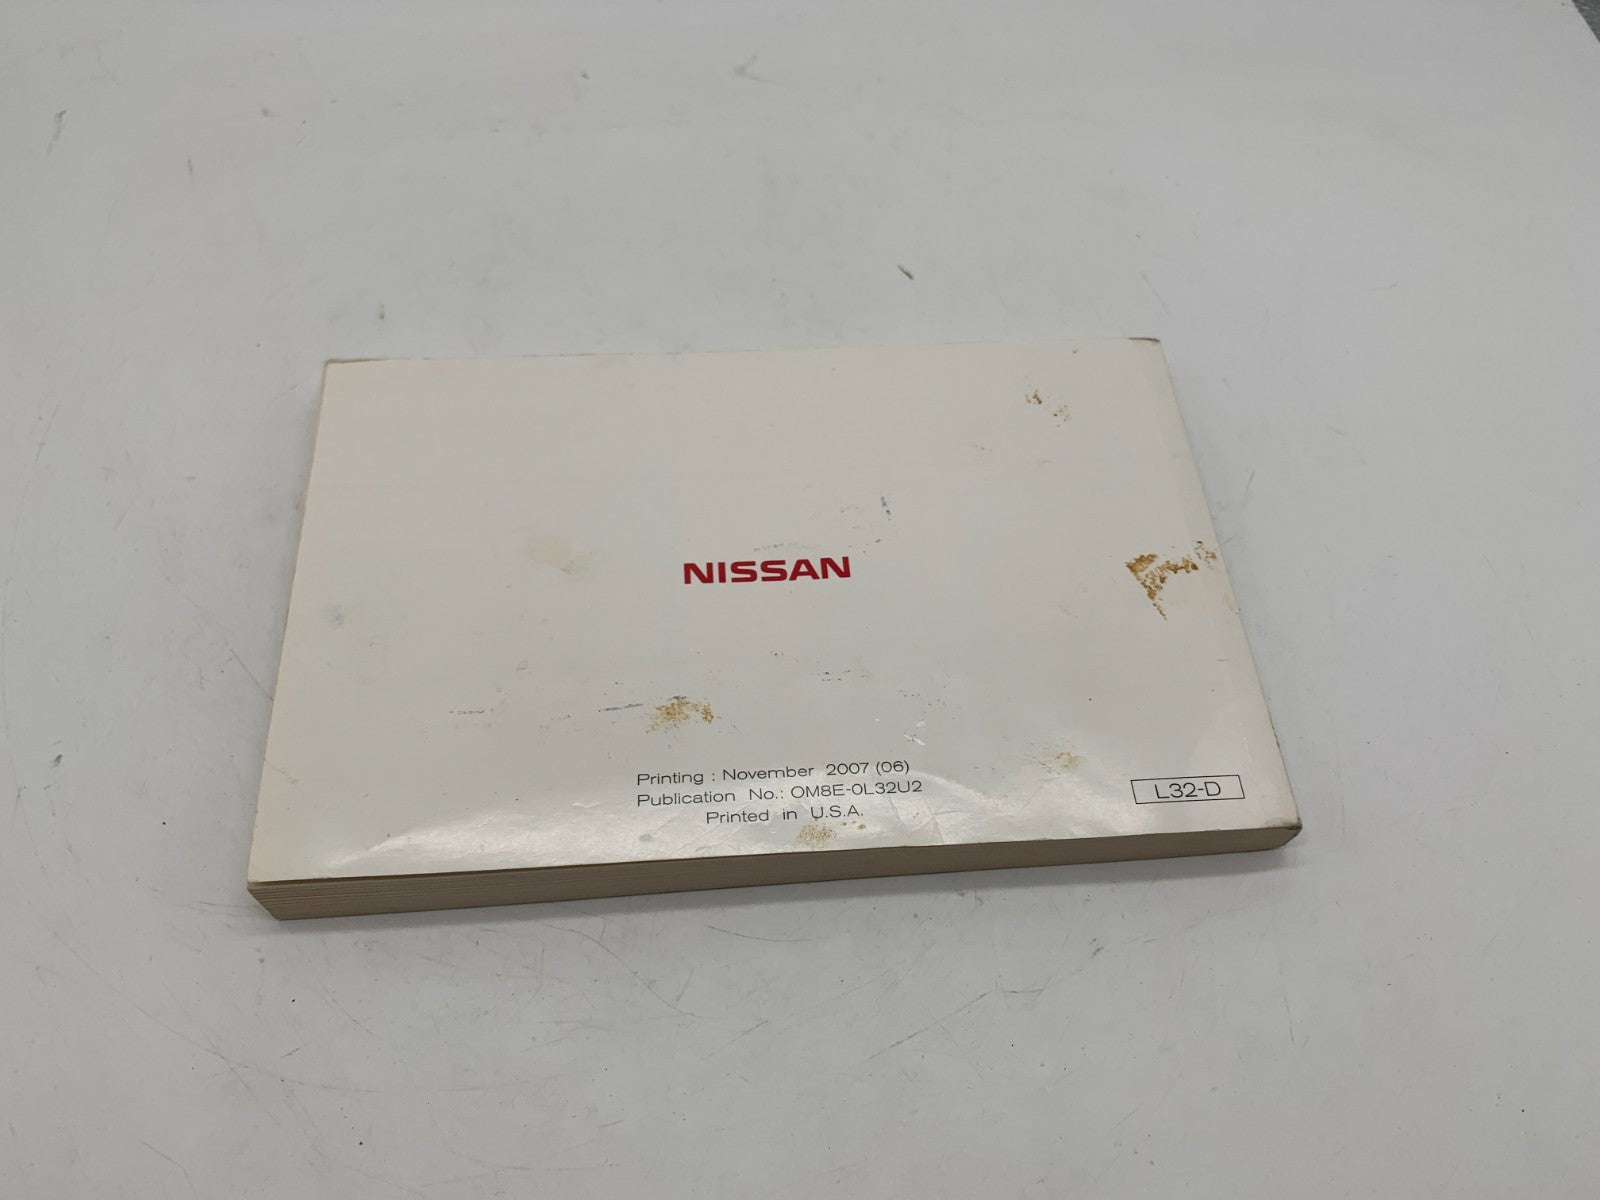 NISSAN
Printing : November 2007 (06)
Publication No.: OM8E-0L32U2
Printed in U.S.A.
L32-D